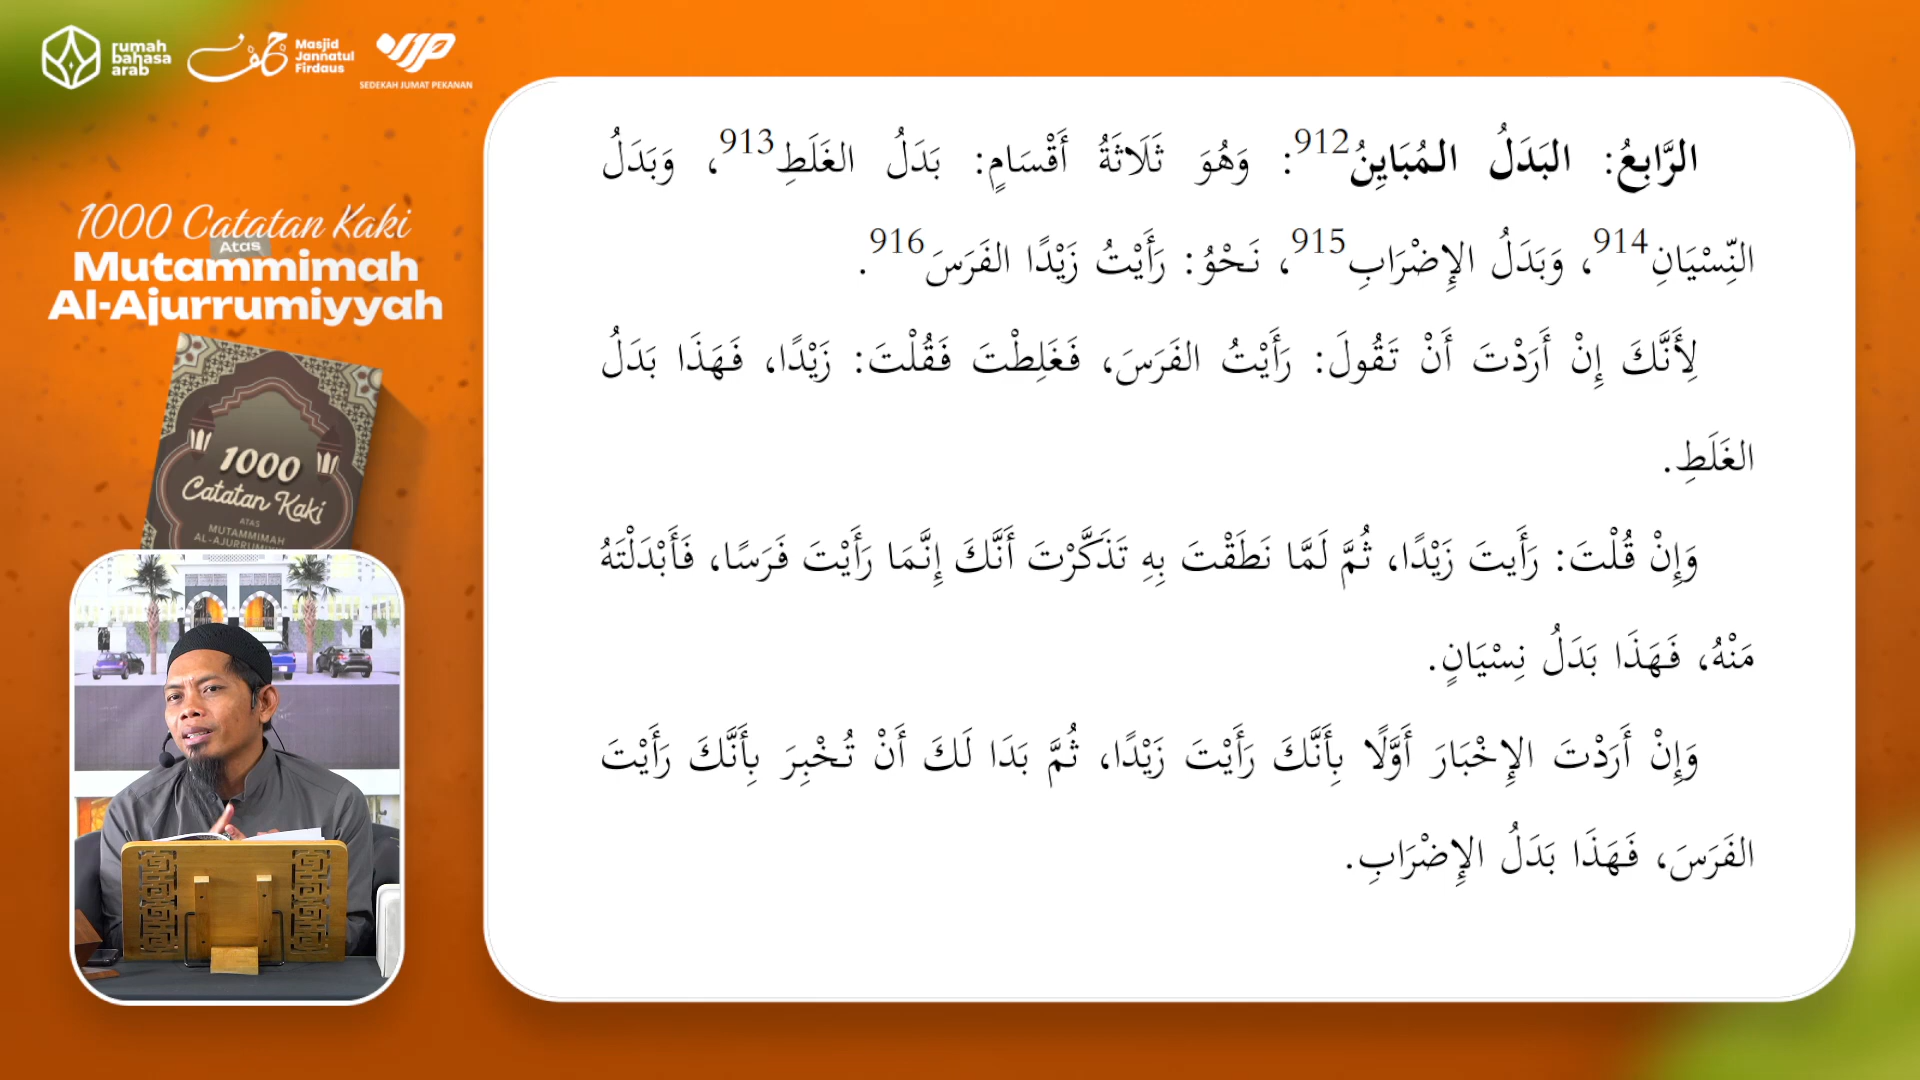 rumah
bahasa
arab
Masjid
Jannatul
Firdaus
VIP
SEDEKAH JUMAT PEKANAN
1000 Catatan Kaki
Atas
Mutammimah
Al-Ajurrumiyyah
1000
Catatan Kaki
ATAS
MUTAMMIMAH
الرَّابِعُ: البَدَلُ المُبَايِنُ912: وَهُوَ ثَلَاثَةُ أَقْسَامٍ: بَدَلُ الغَلَطِ913، وَبَدَلُ
النِّسْيَانِ914، وَبَدَلُ الإِضْرَابِ915، نَحْوُ: رَأَيْتُ زَيْدًا الفَرَسَ916.
لِأَنَّكَ إِنْ أَرَدْتَ أَنْ تَقُولَ: رَأَيْتُ الفَرَسَ، فَغَلِطْتَ فَقُلْتَ: زَيْدًا، فَهَذَا بَدَلُ
الغَلَطِ.
وَإِنْ قُلْتَ: رَأَيتَ زَيْدًا، ثُمَّ لَمَّا نَطَقْتَ بِهِ تَذَكَّرْتَ أَنَّكَ إِنَّمَا رَأَيْتَ فَرَسًا، فَأَبْدَلْتَهُ
مَنْهُ، فَهَذَا بَدَلُ نِسْيَانٍ.
وَإِنْ أَرَدْتَ الإِخْبَارَ أَوَّلًا بِأَنَّكَ رَأَيْتَ زَيْدًا، ثُمَّ بَدَا لَكَ أَنْ تُخْبِرَ بِأَنَّكَ رَأَيْتَ
الفَرَسَ، فَهَذَا بَدَلُ الإِضْرَابِ.